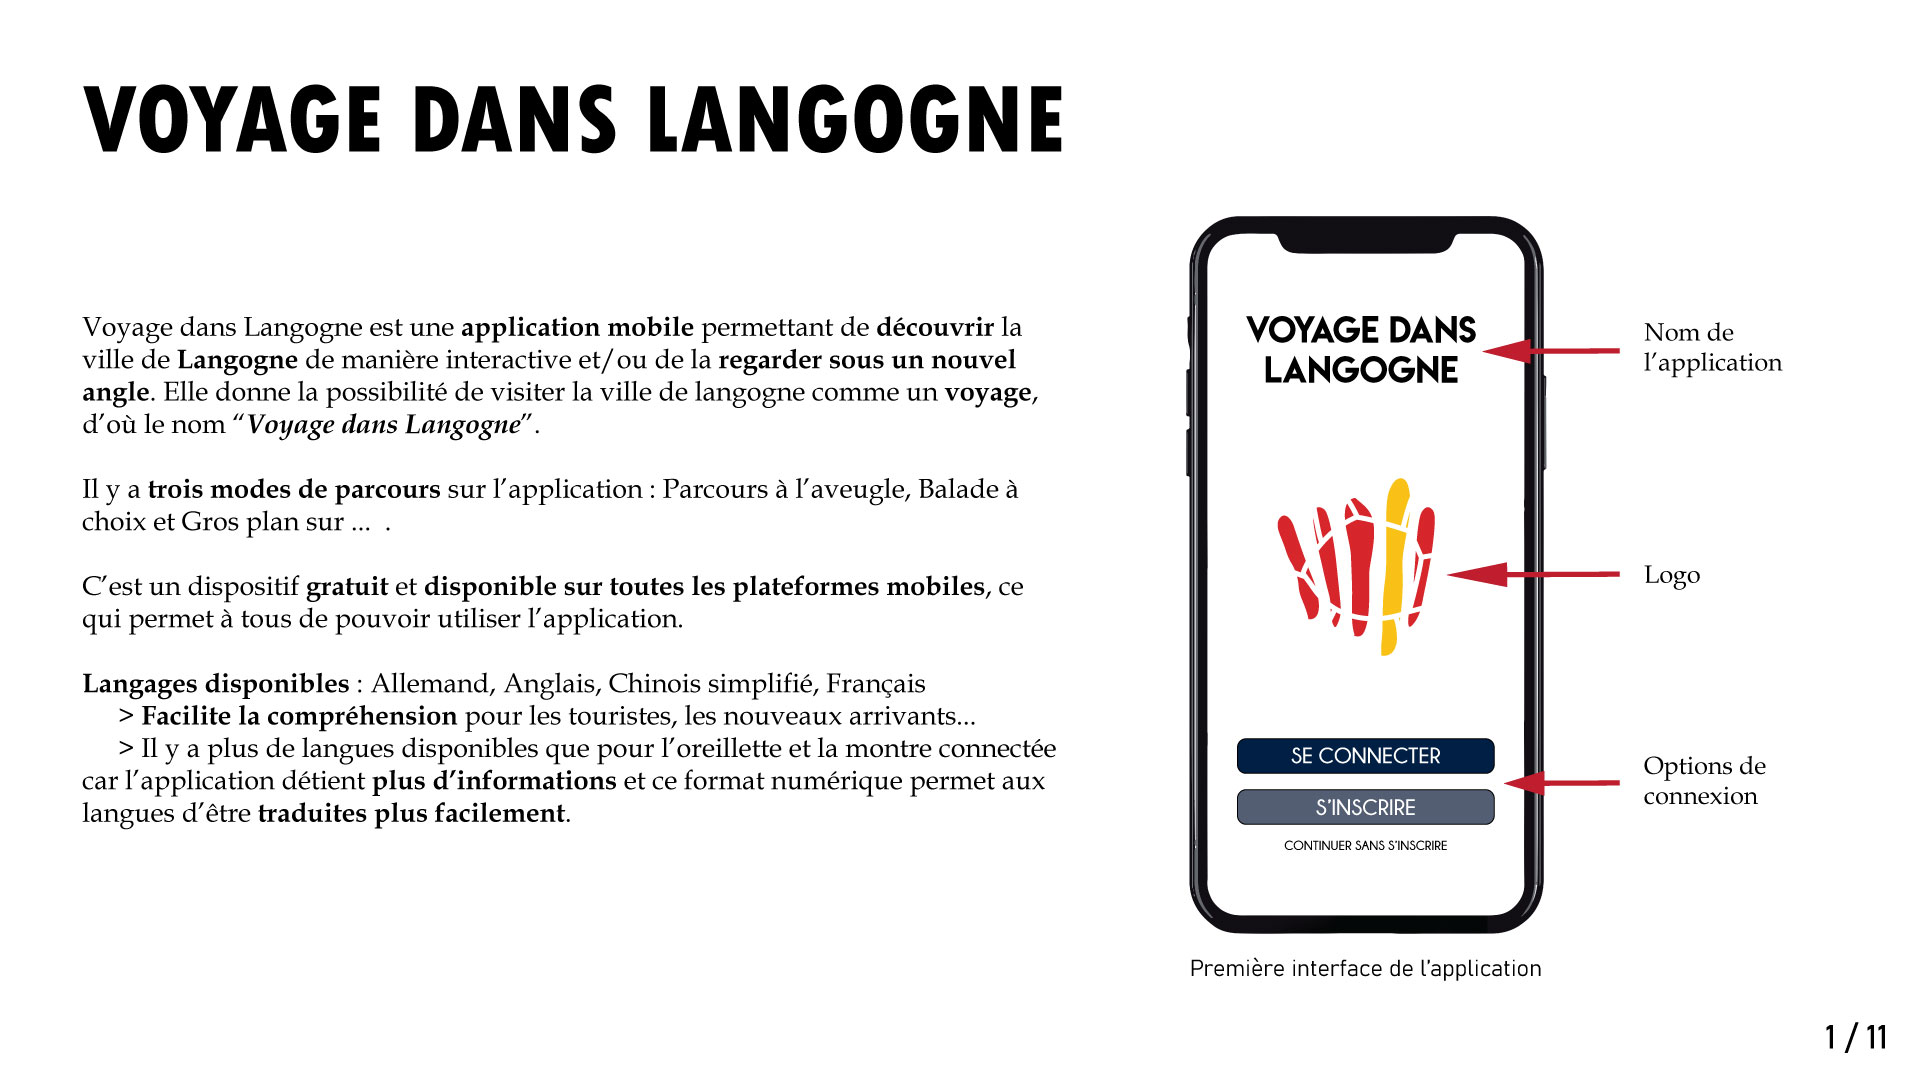 VOYAGE DANS LANGOGNE
Voyage dans Langogne est une application mobile permettant de découvrir la
ville de Langogne de manière interactive et/ou de la regarder sous un nouvel
angle. Elle donne la possibilité de visiter la ville de langogne comme un voyage,
d’où le nom “Voyage dans Langogne”.
Il y a trois modes de parcours sur l’application : Parcours à l’aveugle, Balade à
choix et Gros plan sur ... .
C’est un dispositif gratuit et disponible sur toutes les plateformes mobiles, ce
qui permet à tous de pouvoir utiliser l’application.
Langages disponibles : Allemand, Anglais, Chinois simplifié, Français
> Facilite la compréhension pour les touristes, les nouveaux arrivants...
> Il y a plus de langues disponibles que pour l’oreillette et la montre connectée
car l’application détient plus d’informations et ce format numérique permet aux
langues d’être traduites plus facilement.
VOYAGE DANS
LANGOGNE
SE CONNECTER
S’INSCRIRE
CONTINUER SANS S’INSCRIRE
Nom de
l’application
Logo
Options de
connexion
Première interface de l’application
1 / 11